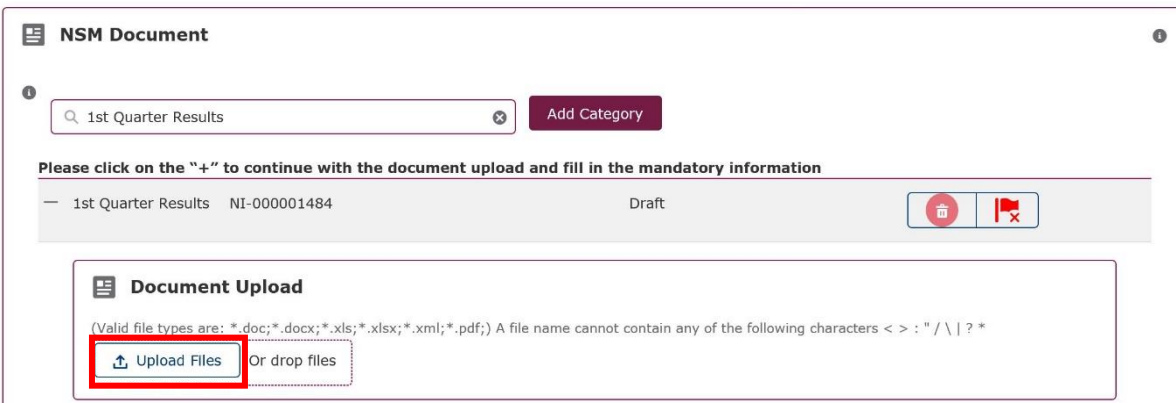 NSM Document
1st Quarter Results
Add Category
Please click on the “+” to continue with the document upload and fill in the mandatory information
1st Quarter Results NI-000001484 Draft
Document Upload
(Valid file types are: *.doc;*.docx;*.xls;*.xlsx;*.xml;*.pdf;) A file name cannot contain any of the following characters < > : " / \ | ? *
Upload Files Or drop files